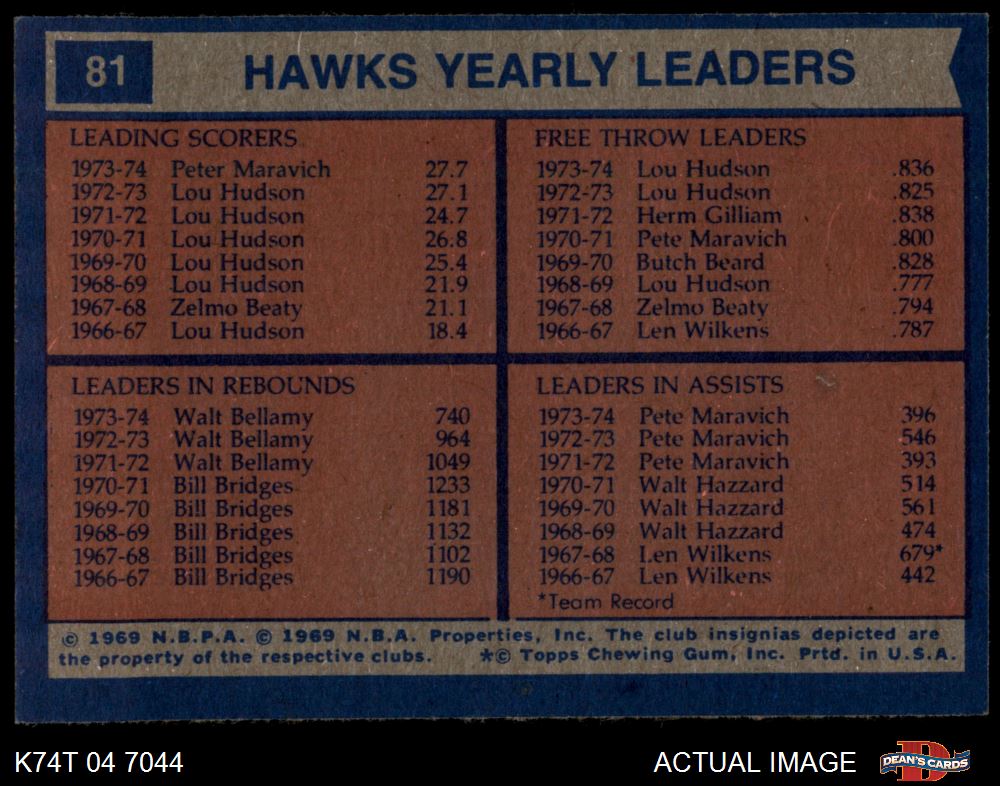 81 HAWKS YEARLY LEADERS
LEADING SCORERS
1973-74 Peter Maravich 27.7
1972-73 Lou Hudson 27.1
1971-72 Lou Hudson 24.7
1970-71 Lou Hudson 26.8
1969-70 Lou Hudson 25.4
1968-69 Lou Hudson 21.9
1967-68 Zelmo Beaty 21.1
1966-67 Lou Hudson 18.4
FREE THROW LEADERS
1973-74 Lou Hudson .836
1972-73 Lou Hudson .825
1971-72 Herm Gilliam .838
1970-71 Pete Maravich .800
1969-70 Butch Beard .828
1968-69 Lou Hudson .777
1967-68 Zelmo Beaty .794
1966-67 Len Wilkens .787
LEADERS IN REBOUNDS
1973-74 Walt Bellamy 740
1972-73 Walt Bellamy 964
1971-72 Walt Bellamy 1049
1970-71 Bill Bridges 1233
1969-70 Bill Bridges 1181
1968-69 Bill Bridges 1132
1967-68 Bill Bridges 1102
1966-67 Bill Bridges 1190
LEADERS IN ASSISTS
1973-74 Pete Maravich 396
1972-73 Pete Maravich 546
1971-72 Pete Maravich 393
1970-71 Walt Hazzard 514
1969-70 Walt Hazzard 561
1968-69 Walt Hazzard 474
1967-68 Len Wilkens 679*
1966-67 Len Wilkens 442
*Team Record
© 1969 N.B.P.A. © 1969 N.B.A. Properties, Inc. The club insignias depicted are
the property of the respective clubs. *© Topps Chewing Gum, Inc. Prtd. in U.S.A.
K74T 04 7044 ACTUAL IMAGE D DEAN'S CARDS